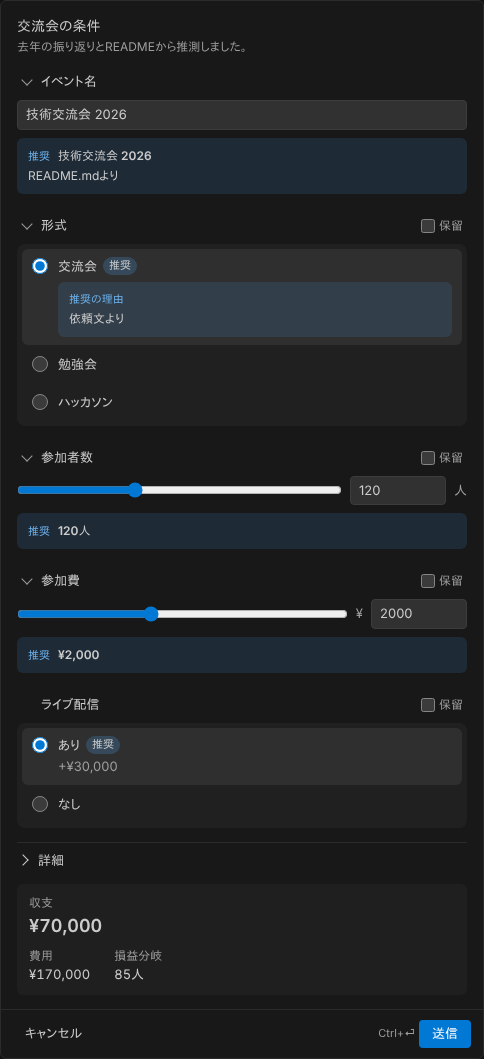 交流会の条件
去年の振り返りとREADMEから推測しました。
イベント名
技術交流会 2026
推奨 技術交流会 2026
README.mdより
形式 保留
交流会 推奨
推奨の理由
依頼文より
勉強会
ハッカソン
参加者数 保留
120 人
推奨 120人
参加費 保留
¥ 2000
推奨 ¥2,000
ライブ配信 保留
あり 推奨
+¥30,000
なし
詳細
収支
¥70,000
費用 損益分岐
¥170,000 85人
キャンセル Ctrl+⏎ 送信